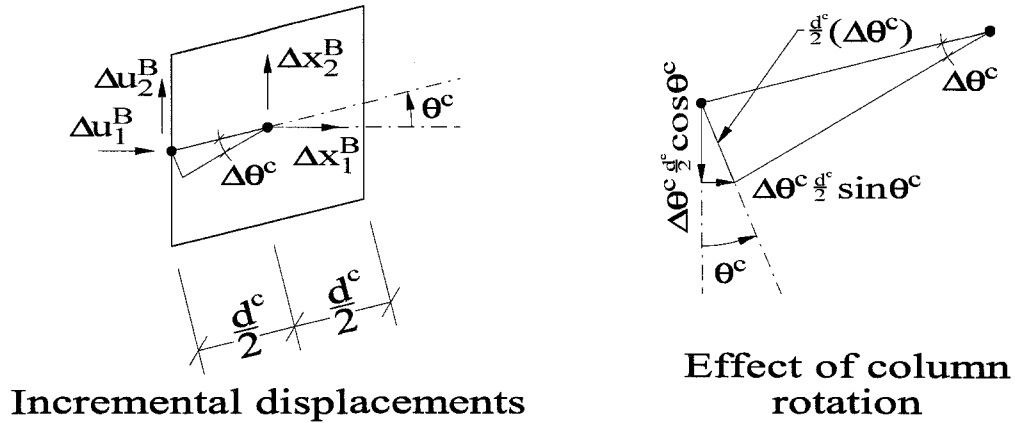 Δu₂ᴮ
Δx₂ᴮ
θᶜ
Δu₁ᴮ
Δx₁ᴮ
Δθᶜ
dᶜ/2
dᶜ/2
Incremental displacements
dᶜ/2(Δθᶜ)
Δθᶜ
Δθᶜ dᶜ/2 cosθᶜ
Δθᶜ dᶜ/2 sinθᶜ
θᶜ
Effect of column
rotation